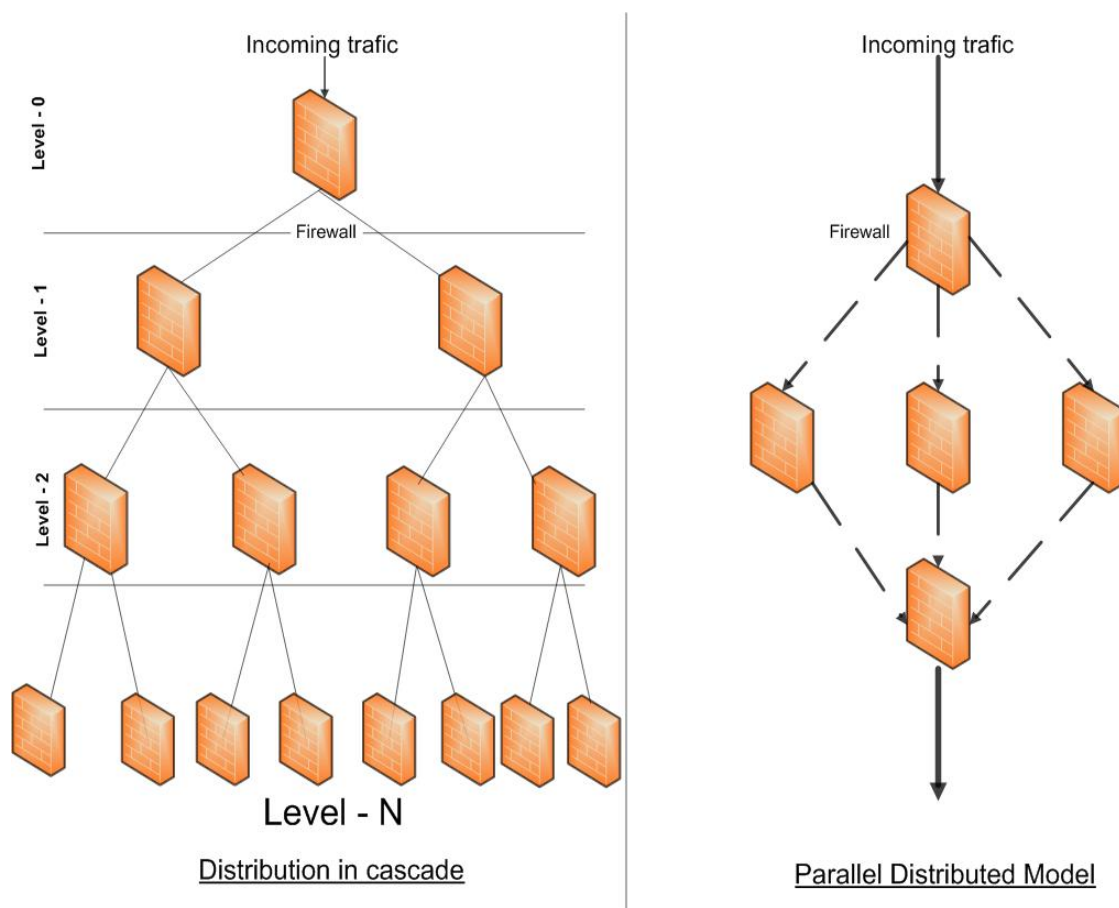 Incoming trafic
Level - 0
Firewall
Level - 1
Level - 2
Level - N
Distribution in cascade
Incoming trafic
Firewall
Parallel Distributed Model